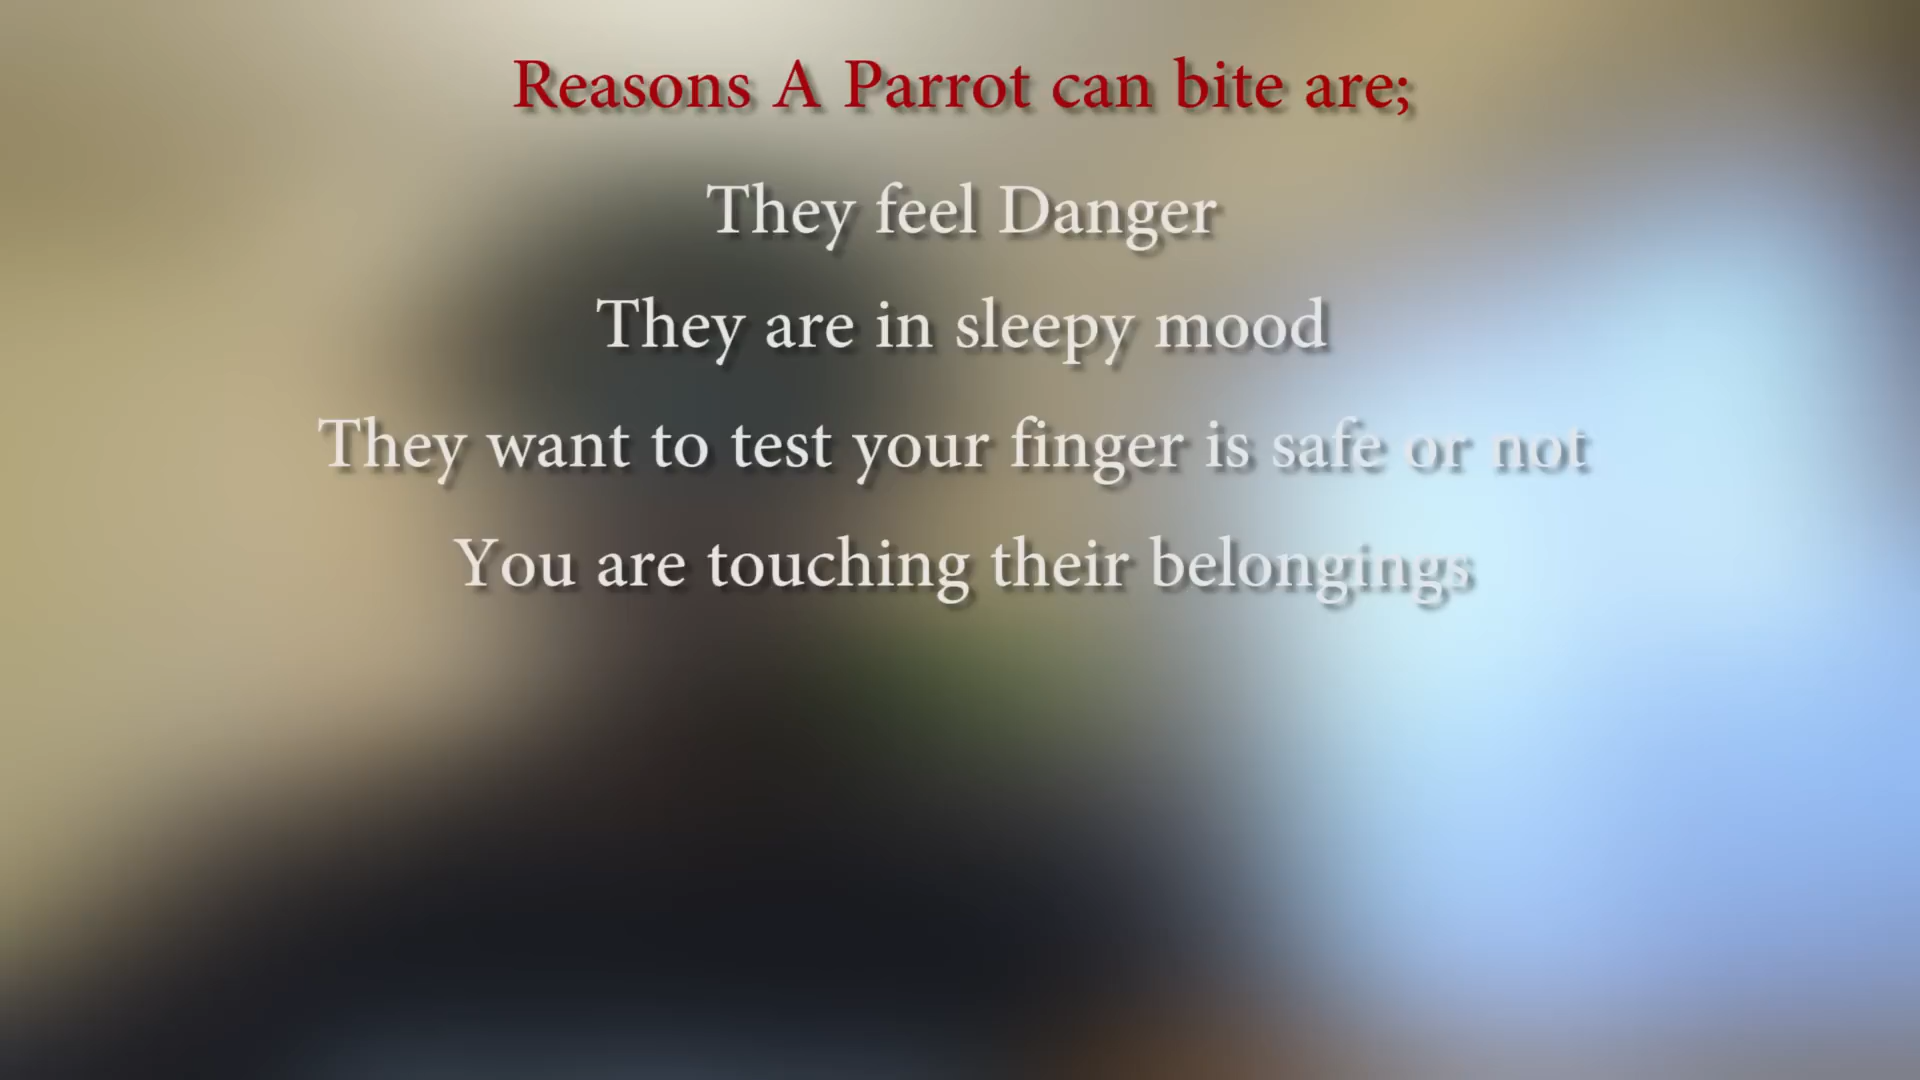 Reasons A Parrot can bite are;
They feel Danger
They are in sleepy mood
They want to test your finger is safe or not
You are touching their belongings